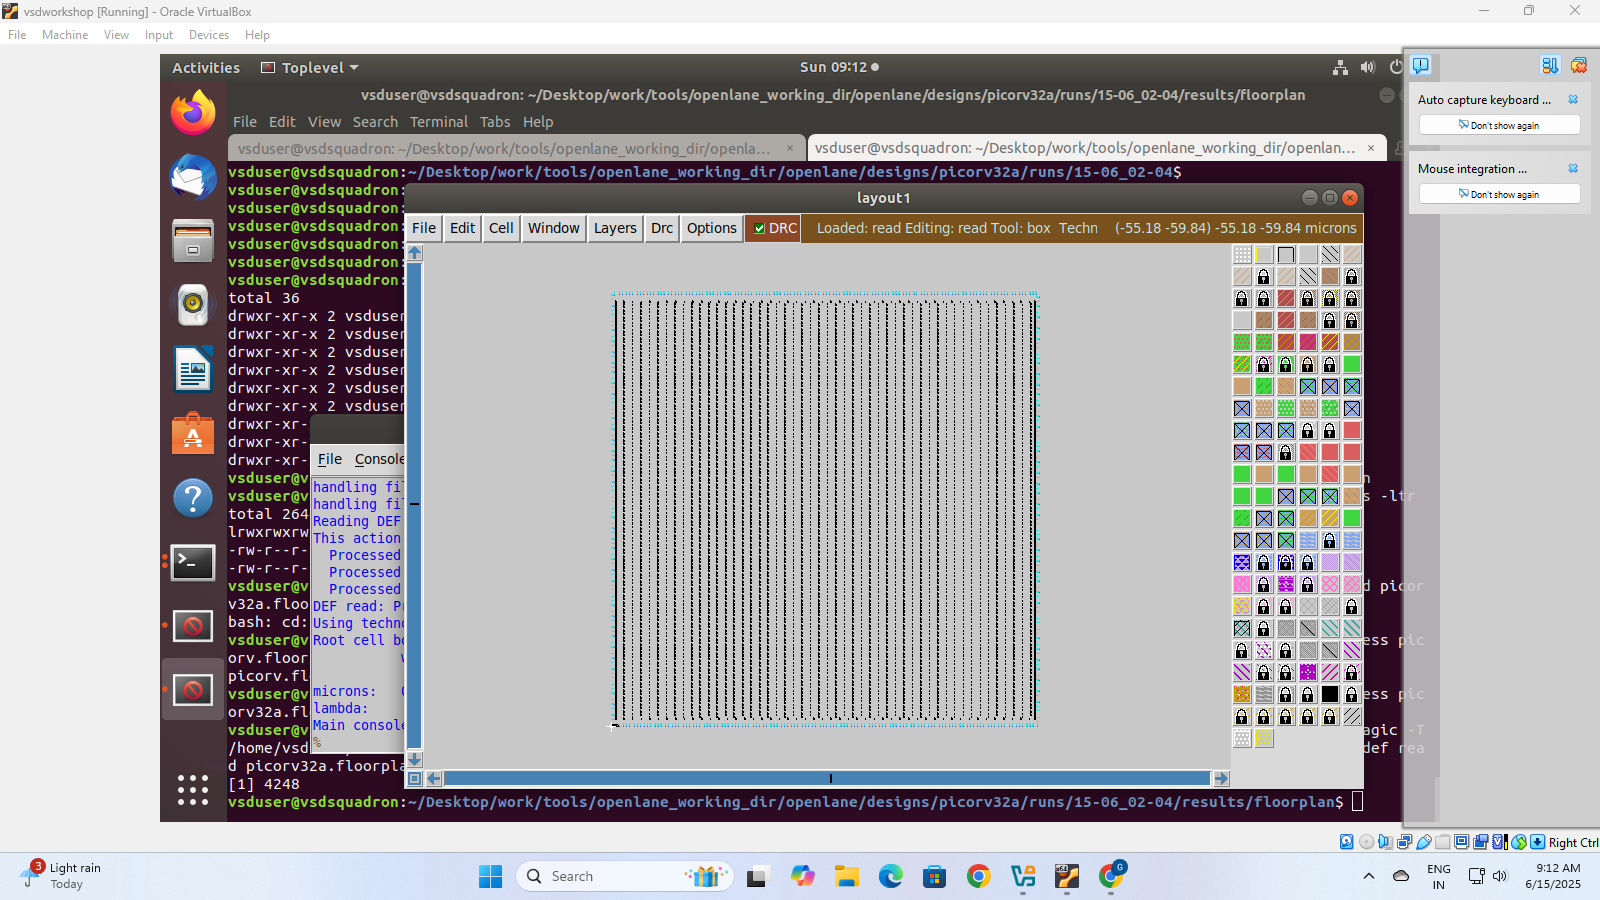 vsdworkshop [Running] - Oracle VirtualBox
File Machine View Input Devices Help
Activities Toplevel Sun 09:12
vsduser@vsdsquadron: ~/Desktop/work/tools/openlane_working_dir/openlane/designs/picorv32a/runs/15-06_02-04/results/floorplan
File Edit View Search Terminal Tabs Help
vsduser@vsdsquadron: ~/Desktop/work/tools/openlane_working_dir/openla... ×
vsduser@vsdsquadron: ~/Desktop/work/tools/openlane_working_dir/openlan... ×
vsduser@vsdsquadron:~/Desktop/work/tools/openlane_working_dir/openlane/designs/picorv32a/runs/15-06_02-04$
vsduser@vsdsquadron:
vsduser@vsdsquadron:
vsduser@vsdsquadron:
vsduser@vsdsquadron:
vsduser@vsdsquadron:
vsduser@vsdsquadron:
total 36
drwxr-xr-x 2 vsduser
drwxr-xr-x 2 vsduser
drwxr-xr-x 2 vsduser
drwxr-xr-x 2 vsduser
drwxr-xr-x 2 vsduser
drwxr-xr-x 2 vsduser
drwxr-xr-
drwxr-xr-
drwxr-xr-
vsduser@v
vsduser@v s -ltr
total 264
lrwxrwxrw
-rw-r--r-
-rw-r--r-
vsduser@v d picor
v32a.floo
bash: cd:
vsduser@v ess pic
orv.floor
picorv.fl
vsduser@v ess pic
orv32a.fl
vsduser@v agic -T
/home/vsd def rea
d picorv32a.floorpla
[1] 4248
vsduser@vsdsquadron:~/Desktop/work/tools/openlane_working_dir/openlane/designs/picorv32a/runs/15-06_02-04/results/floorplan$
File Console
handling fi
handling fi
Reading DEF
This action
Processed
Processed
Processed
DEF read: P
Using techno
Root cell bo
microns:
lambda:
Main console
%
layout1
File Edit Cell Window Layers Drc Options DRC Loaded: read Editing: read Tool: box Techn (-55.18 -59.84) -55.18 -59.84 microns
Auto capture keyboard ...
Don't show again
Mouse integration ...
Don't show again
Right Ctrl
3
Light rain
Today
Search
G
ENG
IN
9:12 AM
6/15/2025